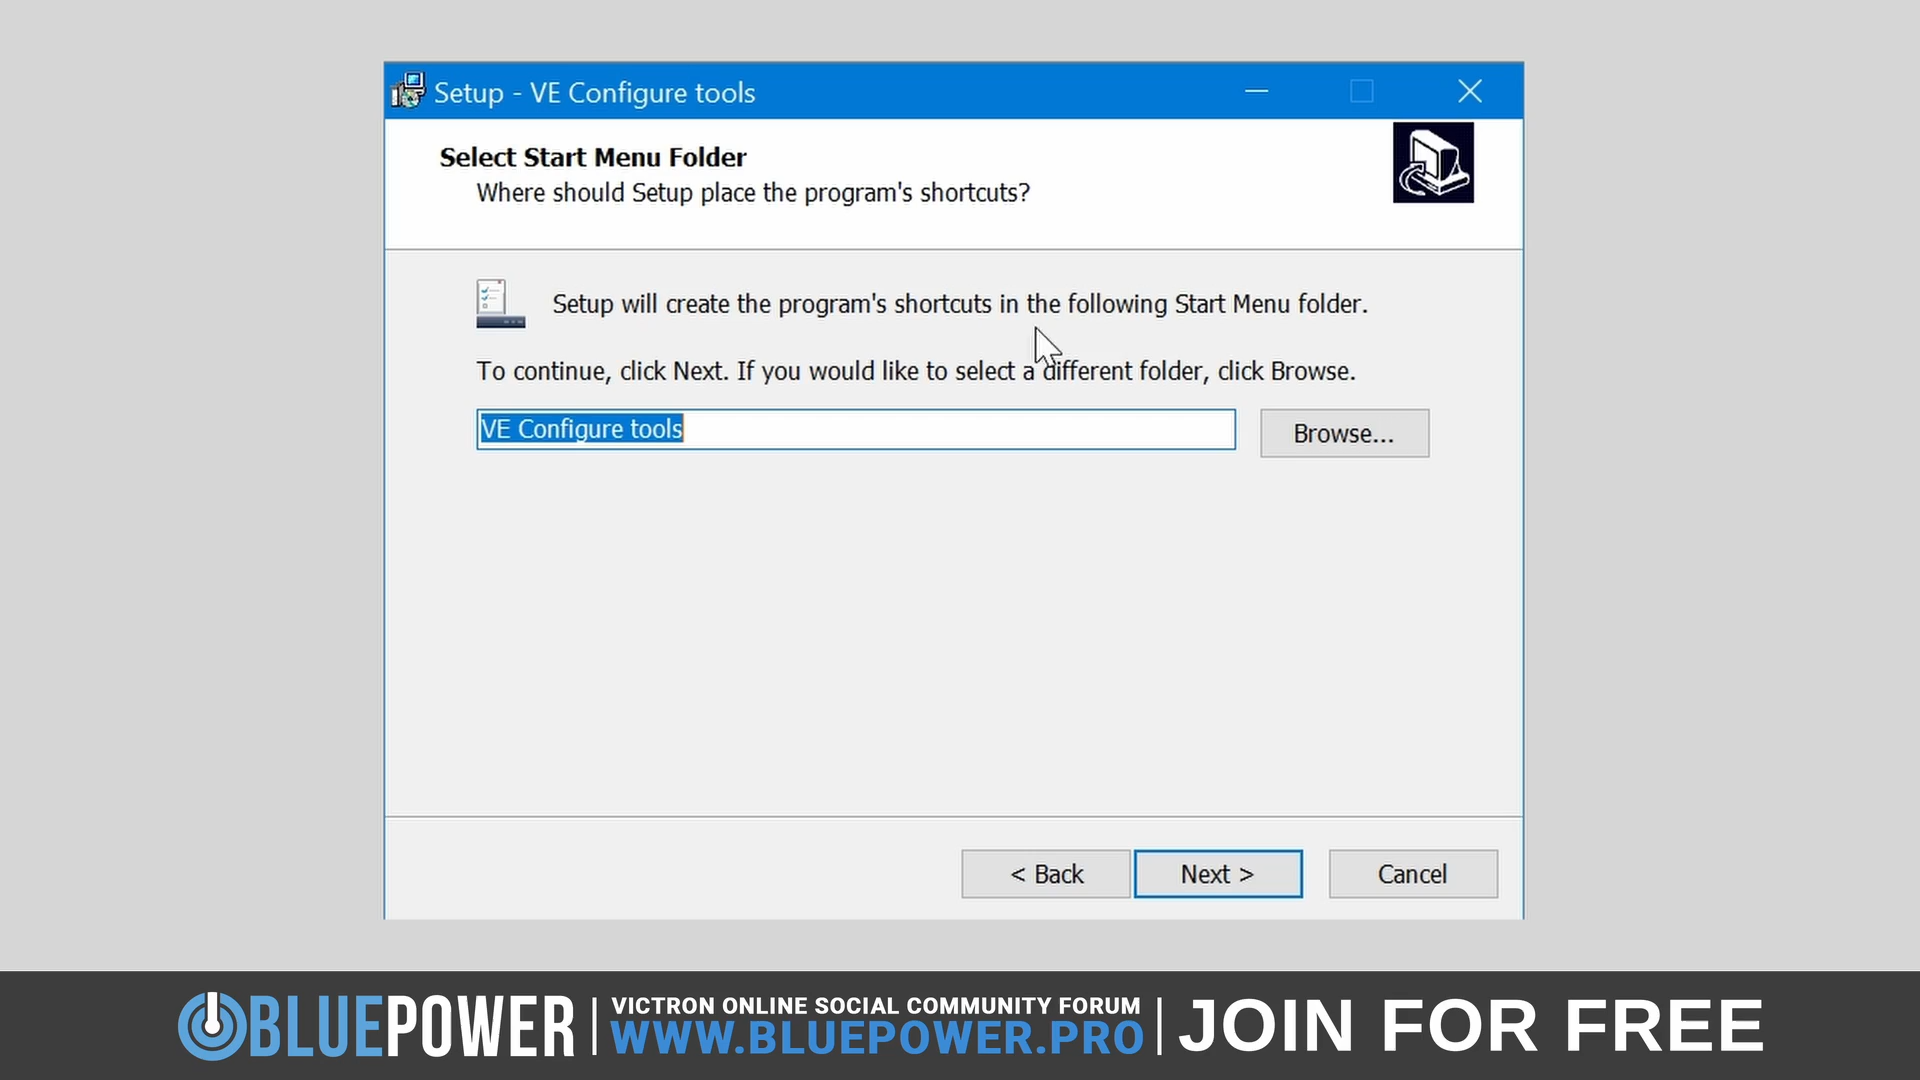 Setup - VE Configure tools
Select Start Menu Folder
Where should Setup place the program's shortcuts?
Setup will create the program's shortcuts in the following Start Menu folder.
To continue, click Next. If you would like to select a different folder, click Browse.
VE Configure tools
Browse...
< Back
Next >
Cancel
BLUEPOWER
VICTRON ONLINE SOCIAL COMMUNITY FORUM
WWW.BLUEPOWER.PRO
JOIN FOR FREE